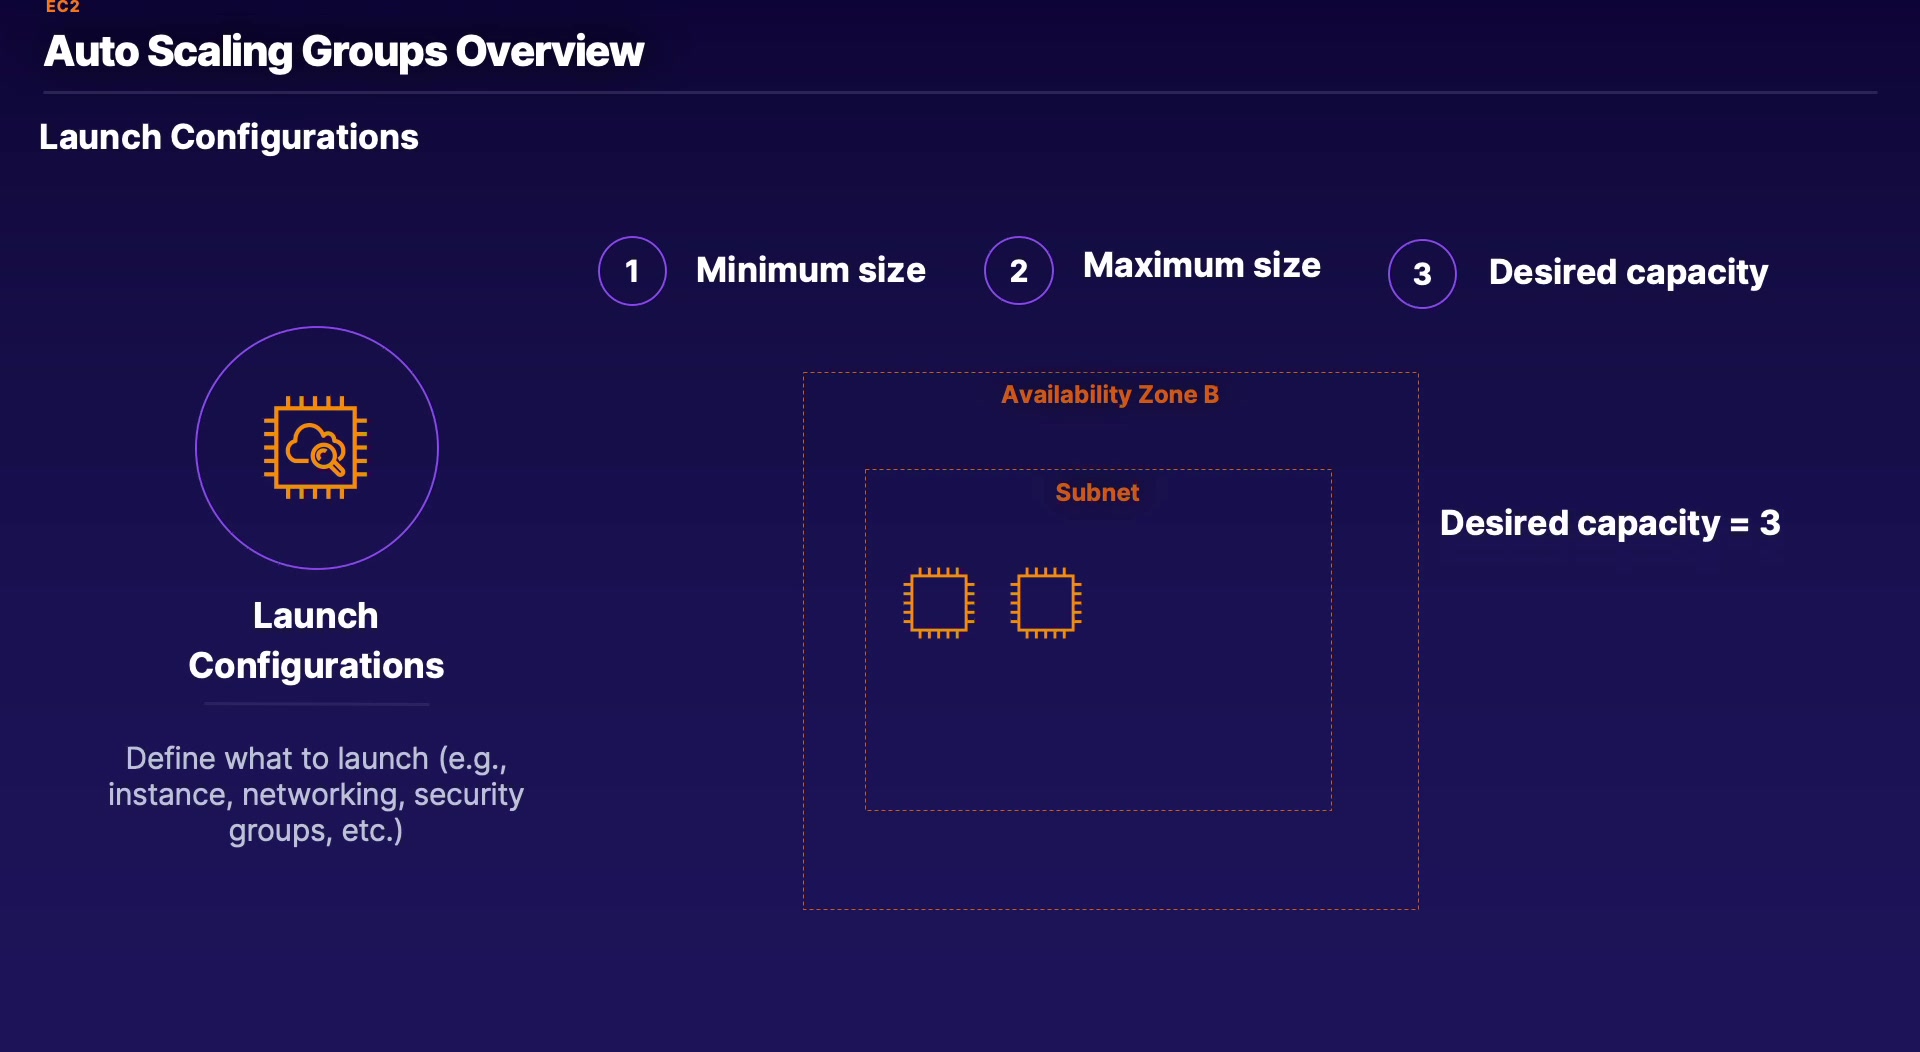 EC2
Auto Scaling Groups Overview
Launch Configurations
1 Minimum size
2 Maximum size
3 Desired capacity
Availability Zone B
Subnet
Desired capacity = 3
Launch
Configurations
Define what to launch (e.g.,
instance, networking, security
groups, etc.)